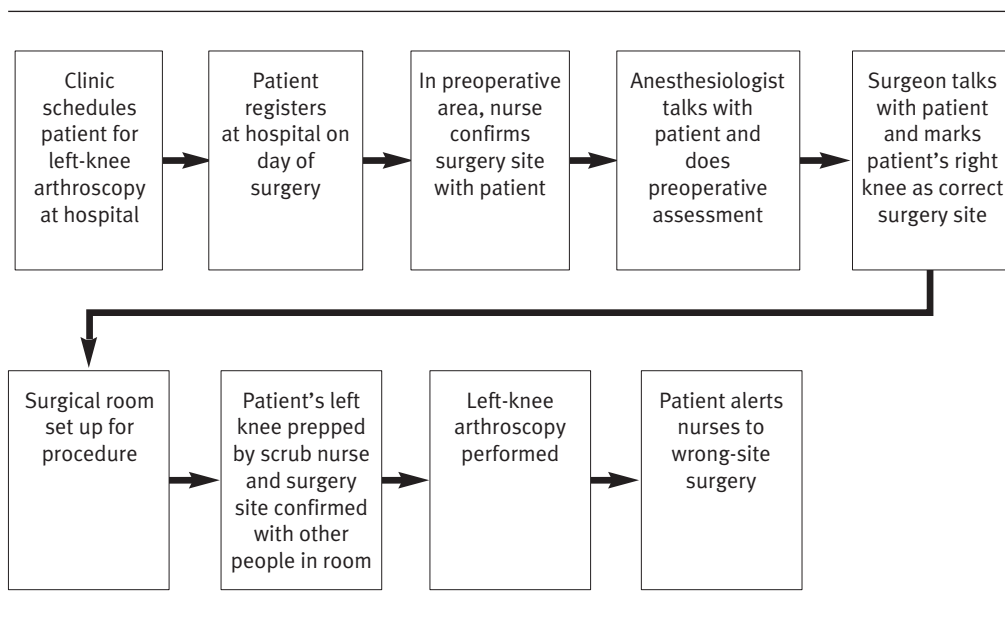 Clinic
schedules
patient for
left-knee
arthroscopy
at hospital
Patient
registers
at hospital on
day of
surgery
In preoperative
area, nurse
confirms
surgery site
with patient
Anesthesiologist
talks with
patient and
does
preoperative
assessment
Surgeon talks
with patient
and marks
patient’s right
knee as correct
surgery site
Surgical room
set up for
procedure
Patient’s left
knee prepped
by scrub nurse
and surgery
site confirmed
with other
people in room
Left-knee
arthroscopy
performed
Patient alerts
nurses to
wrong-site
surgery